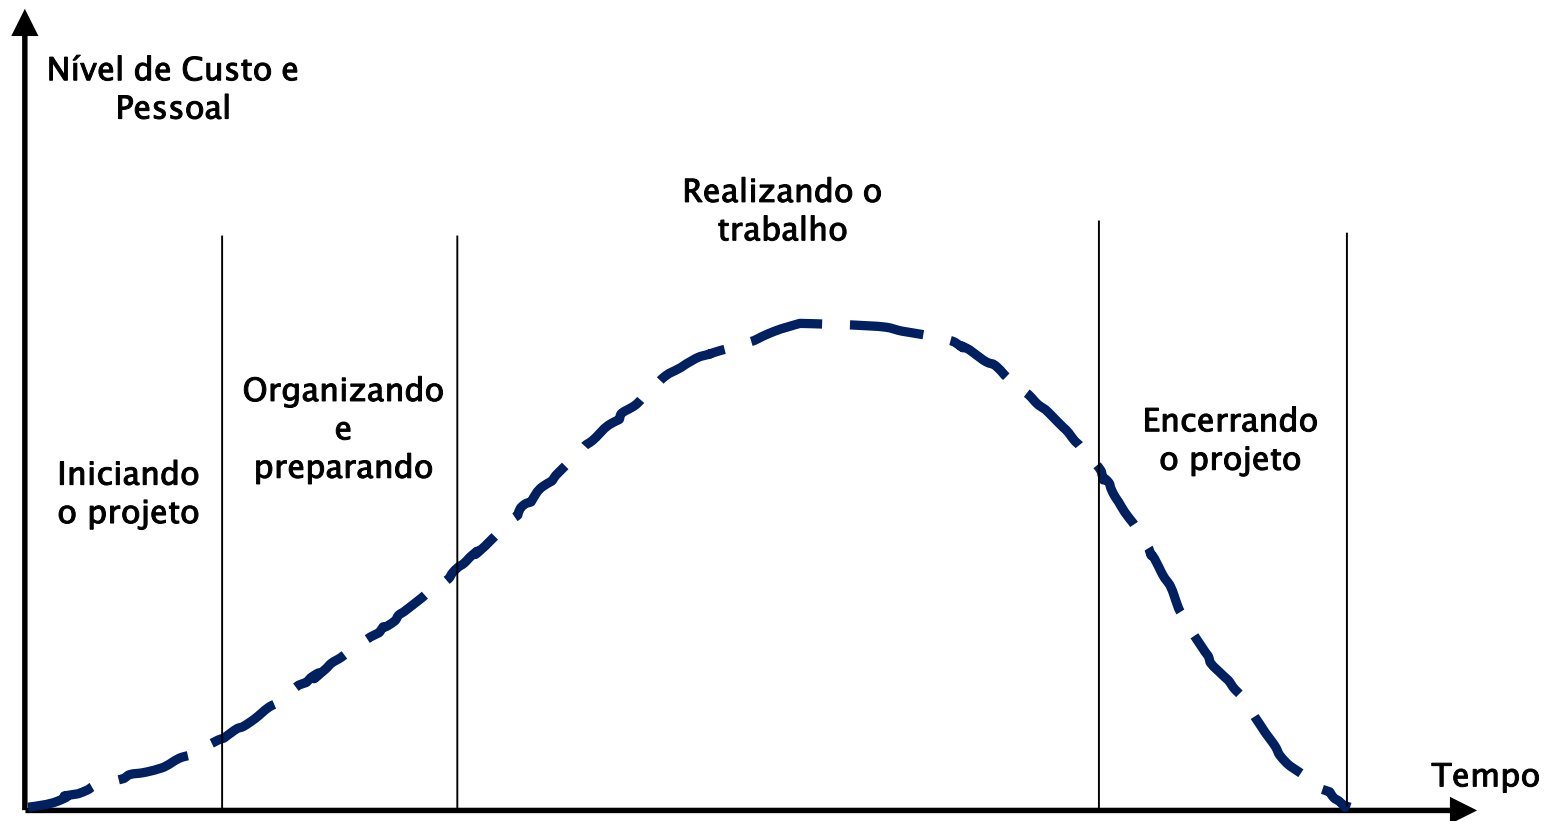 Nível de Custo e
Pessoal
Realizando o
trabalho
Organizando
e
preparando
Encerrando
o projeto
Iniciando
o projeto
Tempo